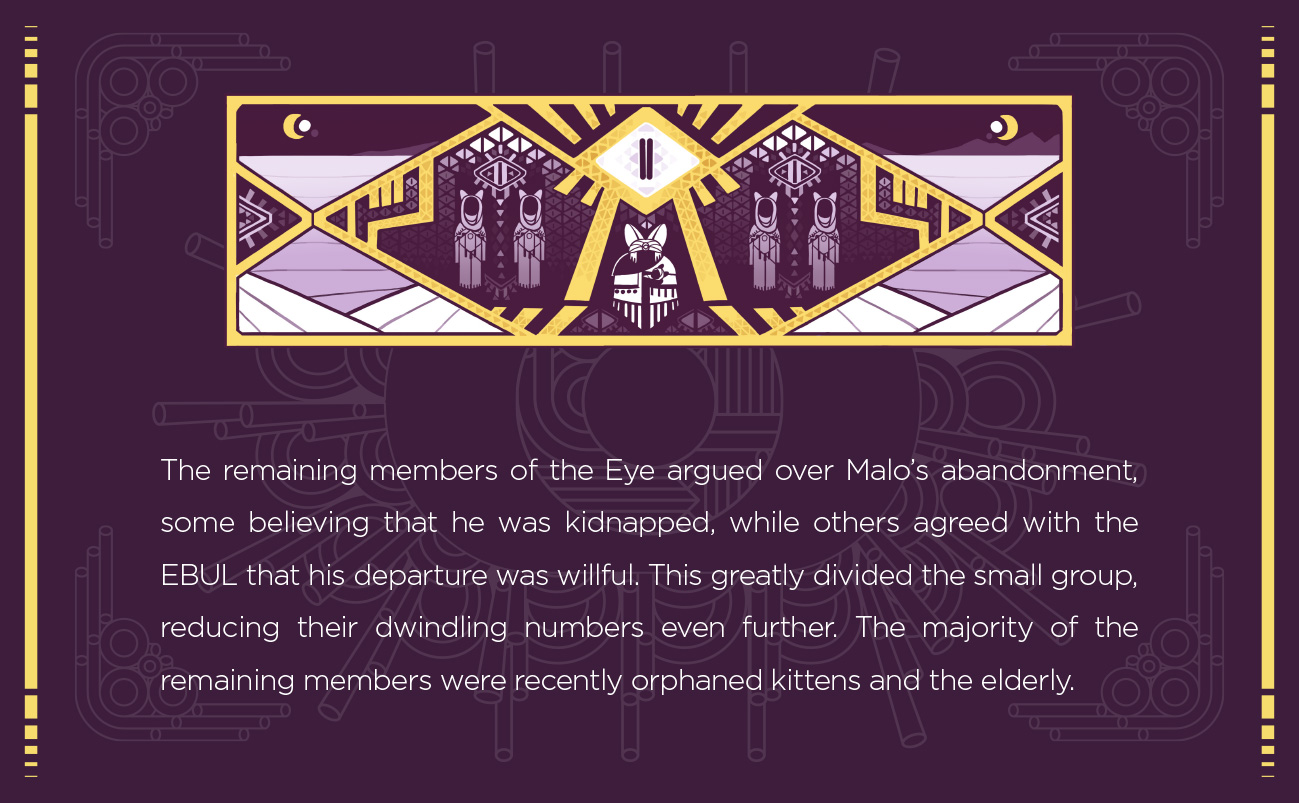 The remaining members of the Eye argued over Malo’s abandonment,
some believing that he was kidnapped, while others agreed with the
EBUL that his departure was willful. This greatly divided the small group,
reducing their dwindling numbers even further. The majority of the
remaining members were recently orphaned kittens and the elderly.